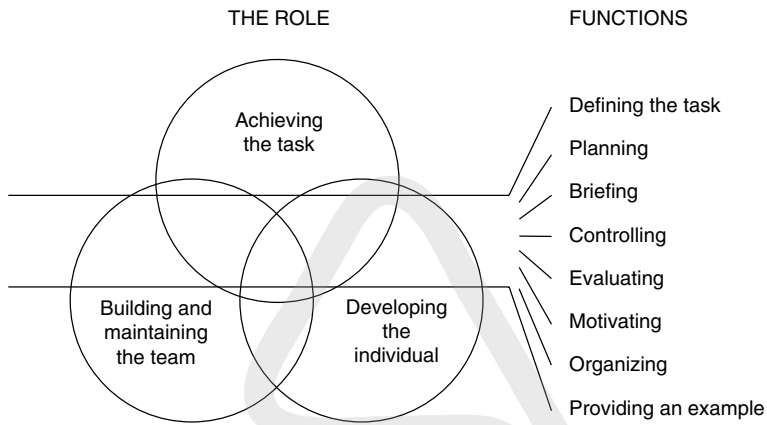 THE ROLE
FUNCTIONS
Achieving
the task
Building and
maintaining
the team
Developing
the
individual
Defining the task
Planning
Briefing
Controlling
Evaluating
Motivating
Organizing
Providing an example